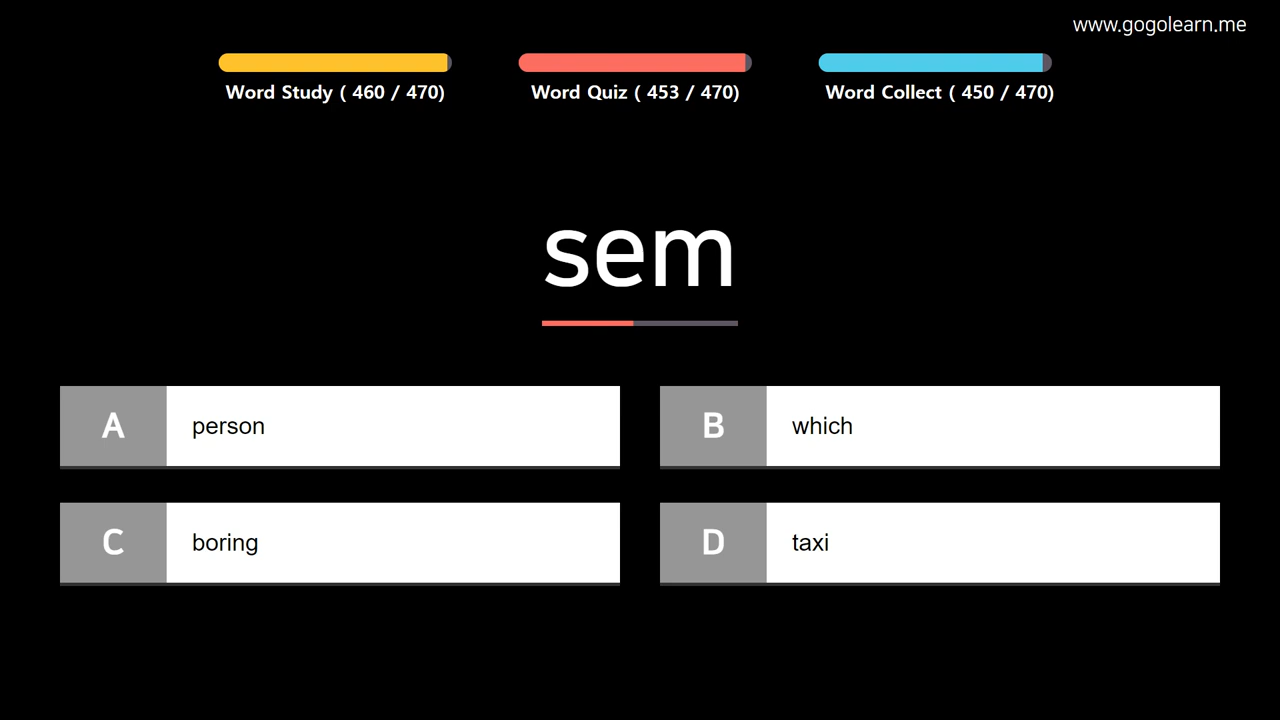 www.gogolearn.me
Word Study ( 460 / 470)
Word Quiz ( 453 / 470)
Word Collect ( 450 / 470)
sem
A person
B which
C boring
D taxi